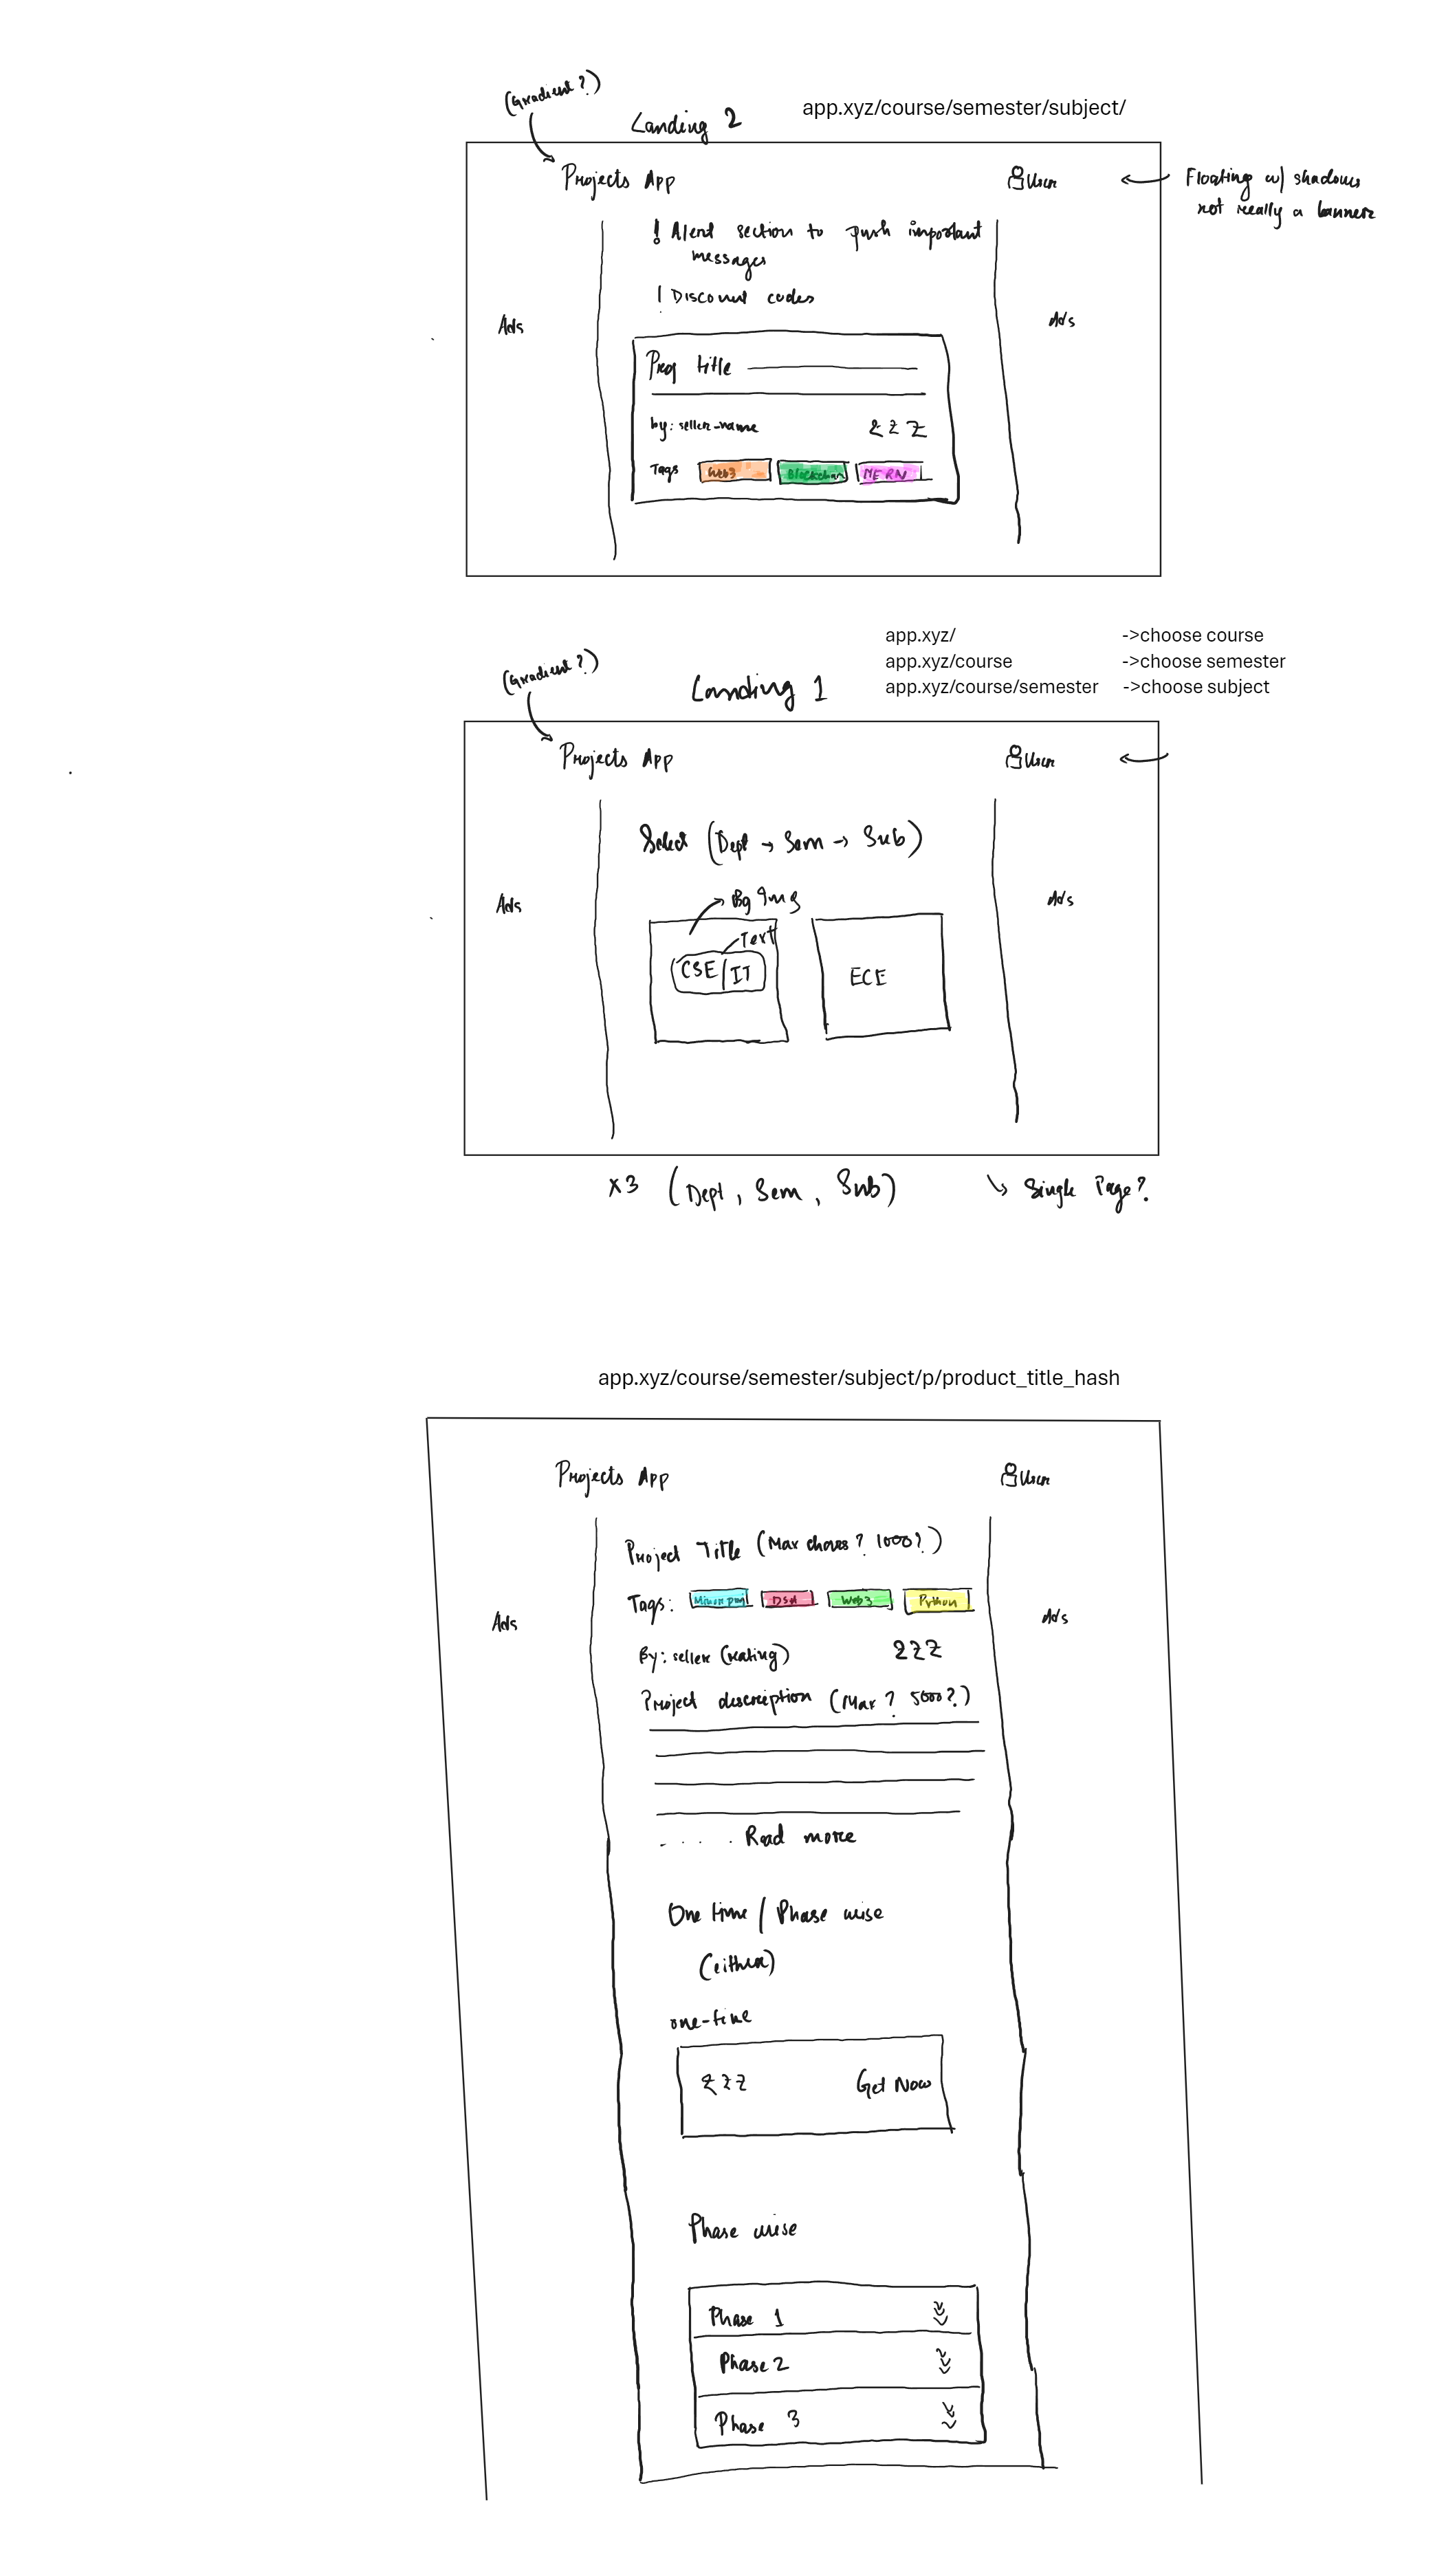 (Gradient?)
Landing 2
app.xyz/course/semester/subject/
Projects App
User
Floating w/ shadows
not really a banner
! Alert section to push important
messages
! Discount codes
Ads
Ads
Proj title
by: seller-name
Tags Web3 Blockchain MERN
app.xyz/ ->choose course
app.xyz/course ->choose semester
app.xyz/course/semester ->choose subject
(Gradient?)
Landing 1
Projects App
User
Select (Dept → Sem → Sub)
Ads
Ads
Bg Img
Text
CSE/IT
ECE
x3 (Dept, Sem, Sub)
↳ Single Page?
app.xyz/course/semester/subject/p/product_title_hash
Projects App
User
Project Title (Max chars? 1000?)
Tags: Minor proj DSA Web3 Python
Ads
Ads
By: seller (rating)
Project description (Max? 5000?)
.... Read more
One time / Phase wise
(either)
one-time
Get Now
Phase wise
Phase 1
Phase 2
Phase 3